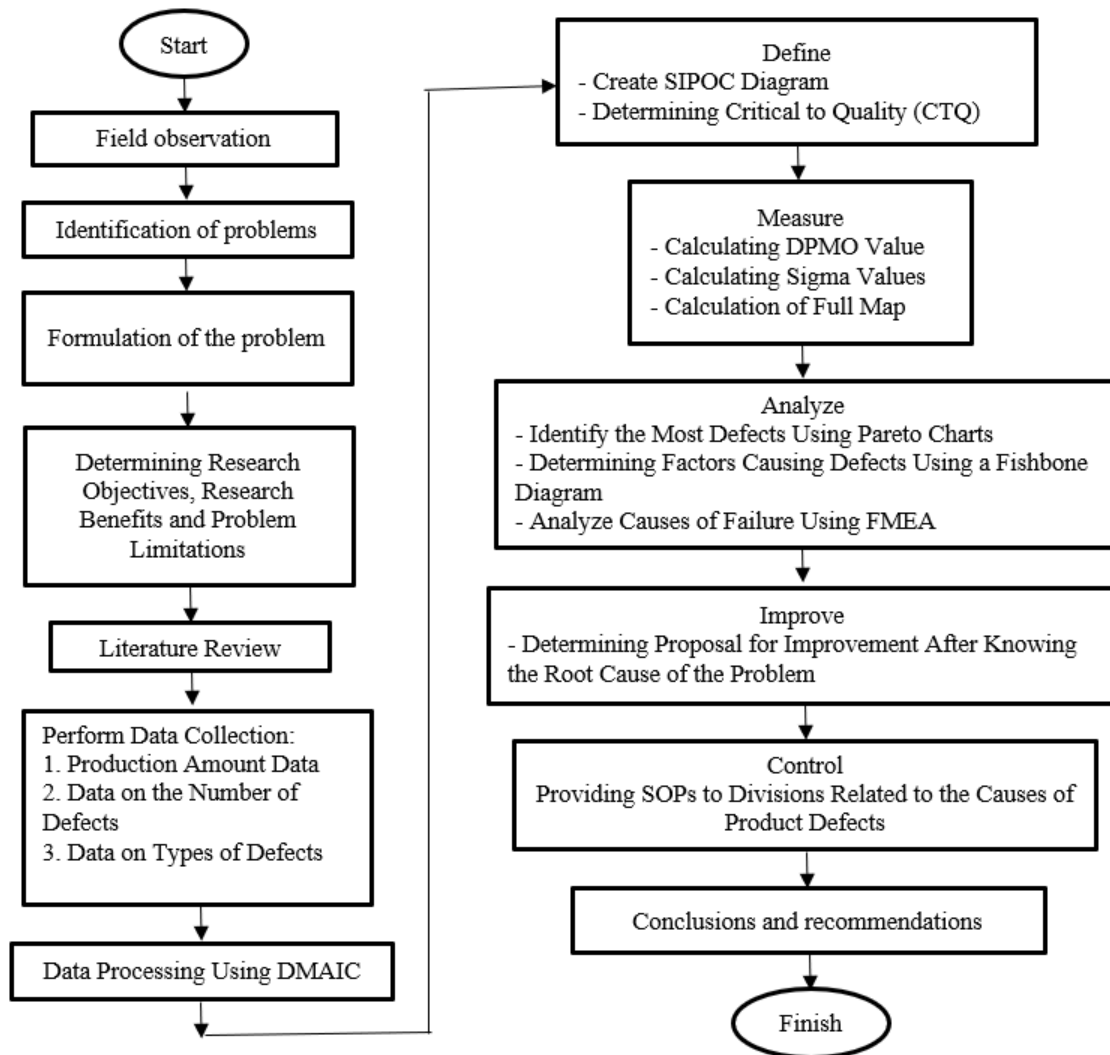 Start
Field observation
Identification of problems
Formulation of the problem
Determining Research
Objectives, Research
Benefits and Problem
Limitations
Literature Review
Perform Data Collection:
1. Production Amount Data
2. Data on the Number of
Defects
3. Data on Types of Defects
Data Processing Using DMAIC
Define
- Create SIPOC Diagram
- Determining Critical to Quality (CTQ)
Measure
- Calculating DPMO Value
- Calculating Sigma Values
- Calculation of Full Map
Analyze
- Identify the Most Defects Using Pareto Charts
- Determining Factors Causing Defects Using a Fishbone
Diagram
- Analyze Causes of Failure Using FMEA
Improve
- Determining Proposal for Improvement After Knowing
the Root Cause of the Problem
Control
Providing SOPs to Divisions Related to the Causes of
Product Defects
Conclusions and recommendations
Finish